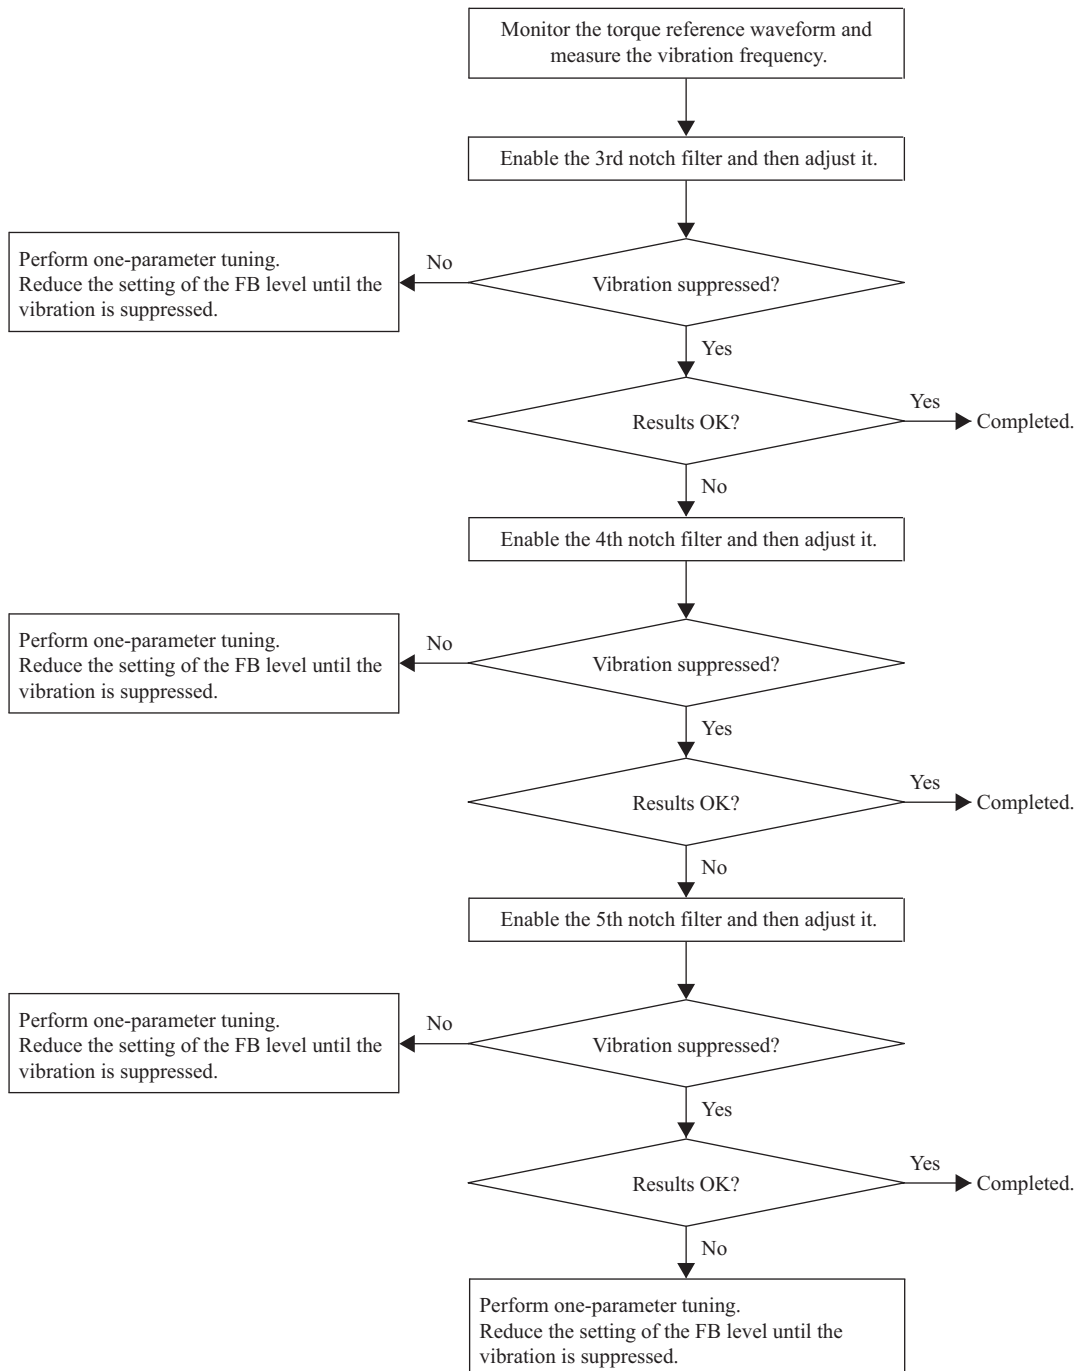 Monitor the torque reference waveform and
measure the vibration frequency.
Enable the 3rd notch filter and then adjust it.
Perform one-parameter tuning.
Reduce the setting of the FB level until the
vibration is suppressed.
No
Vibration suppressed?
Yes
Results OK?
Yes
Completed.
No
Enable the 4th notch filter and then adjust it.
Perform one-parameter tuning.
Reduce the setting of the FB level until the
vibration is suppressed.
No
Vibration suppressed?
Yes
Results OK?
Yes
Completed.
No
Enable the 5th notch filter and then adjust it.
Perform one-parameter tuning.
Reduce the setting of the FB level until the
vibration is suppressed.
No
Vibration suppressed?
Yes
Results OK?
Yes
Completed.
No
Perform one-parameter tuning.
Reduce the setting of the FB level until the
vibration is suppressed.